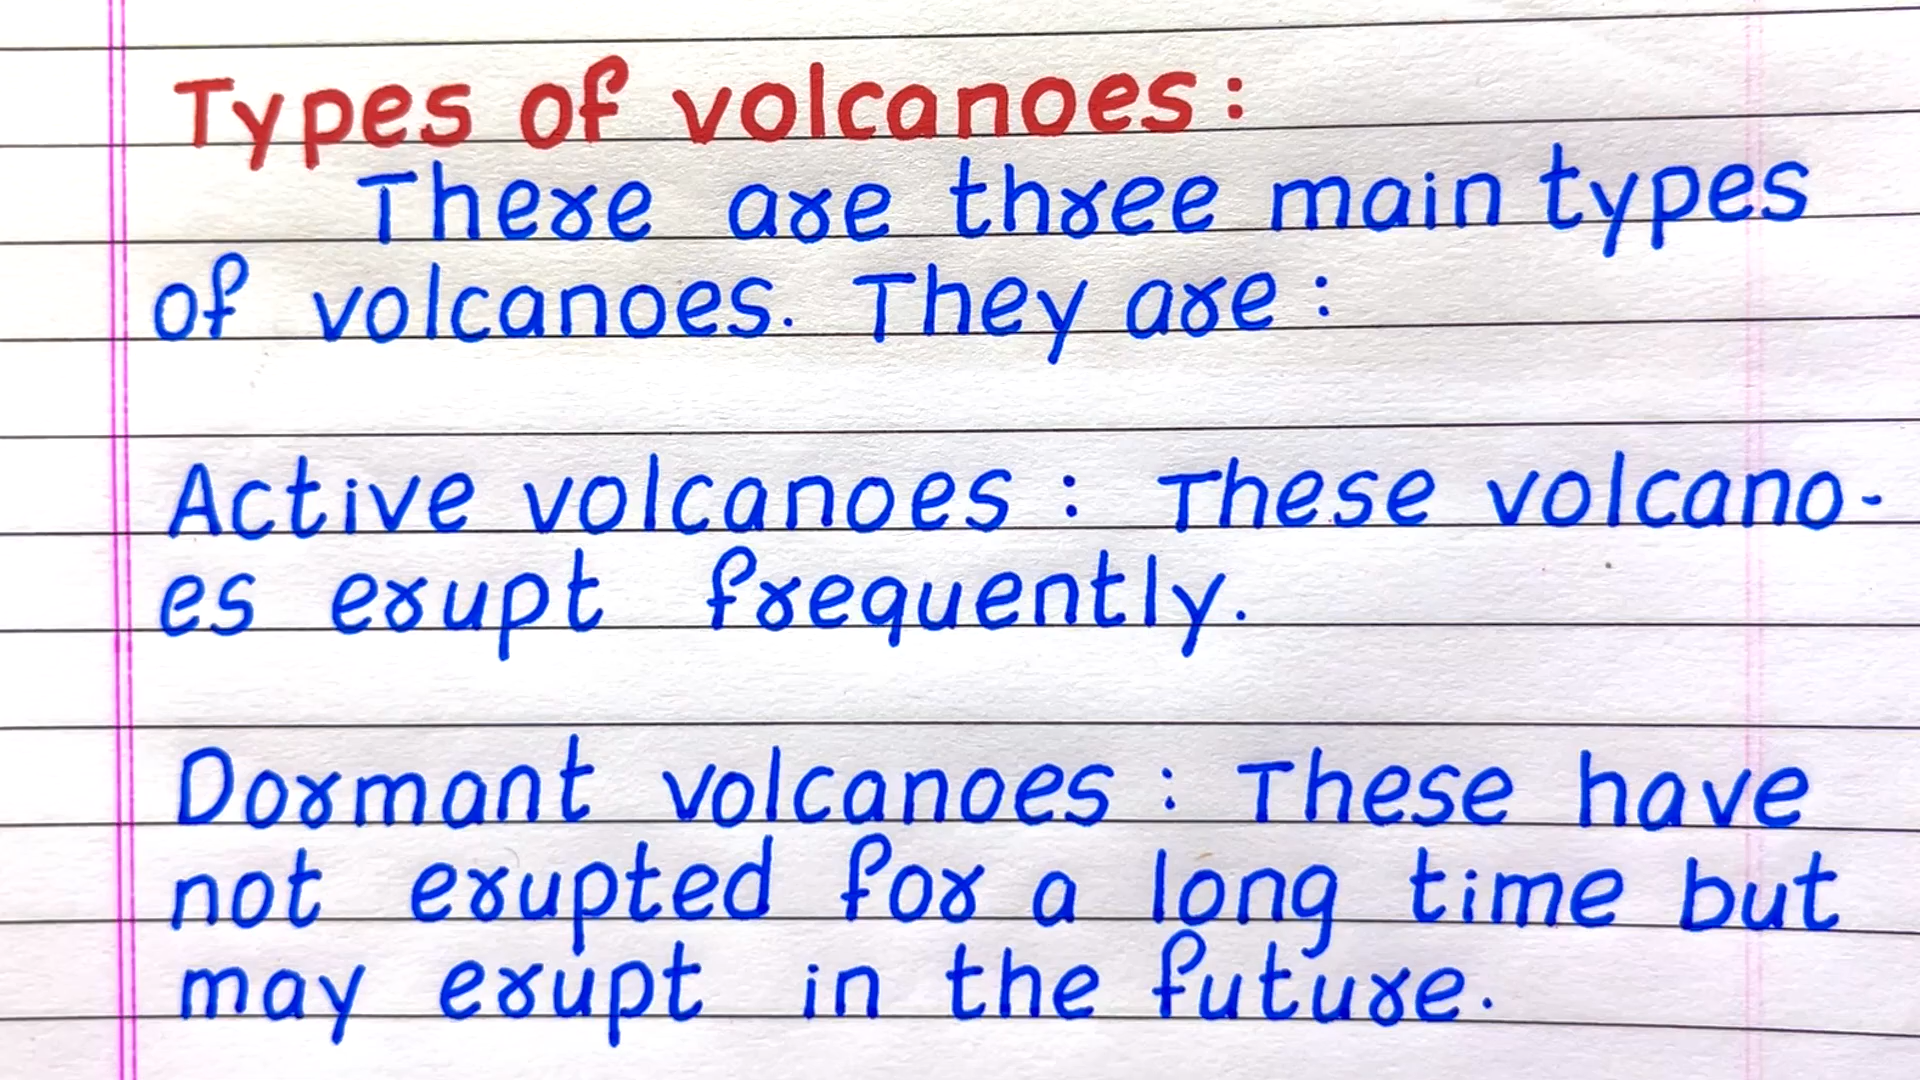 Types of volcanoes:
There are three main types
of volcanoes. They are :
Active volcanoes : These volcano-
es erupt frequently.
Dormant volcanoes : These have
not erupted for a long time but
may erupt in the future.